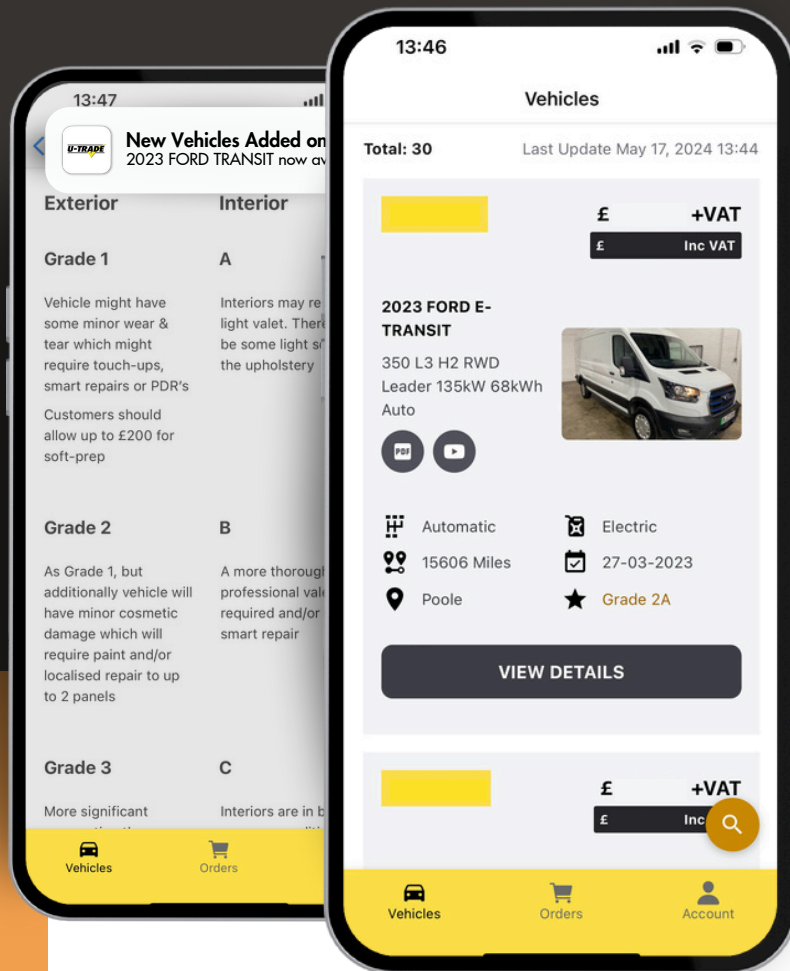 13:47
U-TRADE
New Vehicles Added on
2023 FORD TRANSIT now
Exterior
Interior
Grade 1
A
Vehicle might have
some minor wear &
tear which might
require touch-ups,
smart repairs or PDR's
Customers should
allow up to £200 for
soft-prep
Interiors may
light valet.
be some light
the upholstery
Grade 2
B
As Grade 1, but
additionally vehicle will
have minor cosmetic
damage which will
require paint and/or
localised repair to up
to 2 panels
A more
professional
required and/or
smart repair
Grade 3
C
More significant
Interiors are in
Vehicles
Orders
13:46
Vehicles
Total: 30
Last Update May 17, 2024 13:44
£ +VAT
£ Inc VAT
2023 FORD E-
TRANSIT
350 L3 H2 RWD
Leader 135kW 68kWh
Auto
PDF
Automatic
Electric
15606 Miles
27-03-2023
Poole
Grade 2A
VIEW DETAILS
£ +VAT
£ Inc
Vehicles
Orders
Account